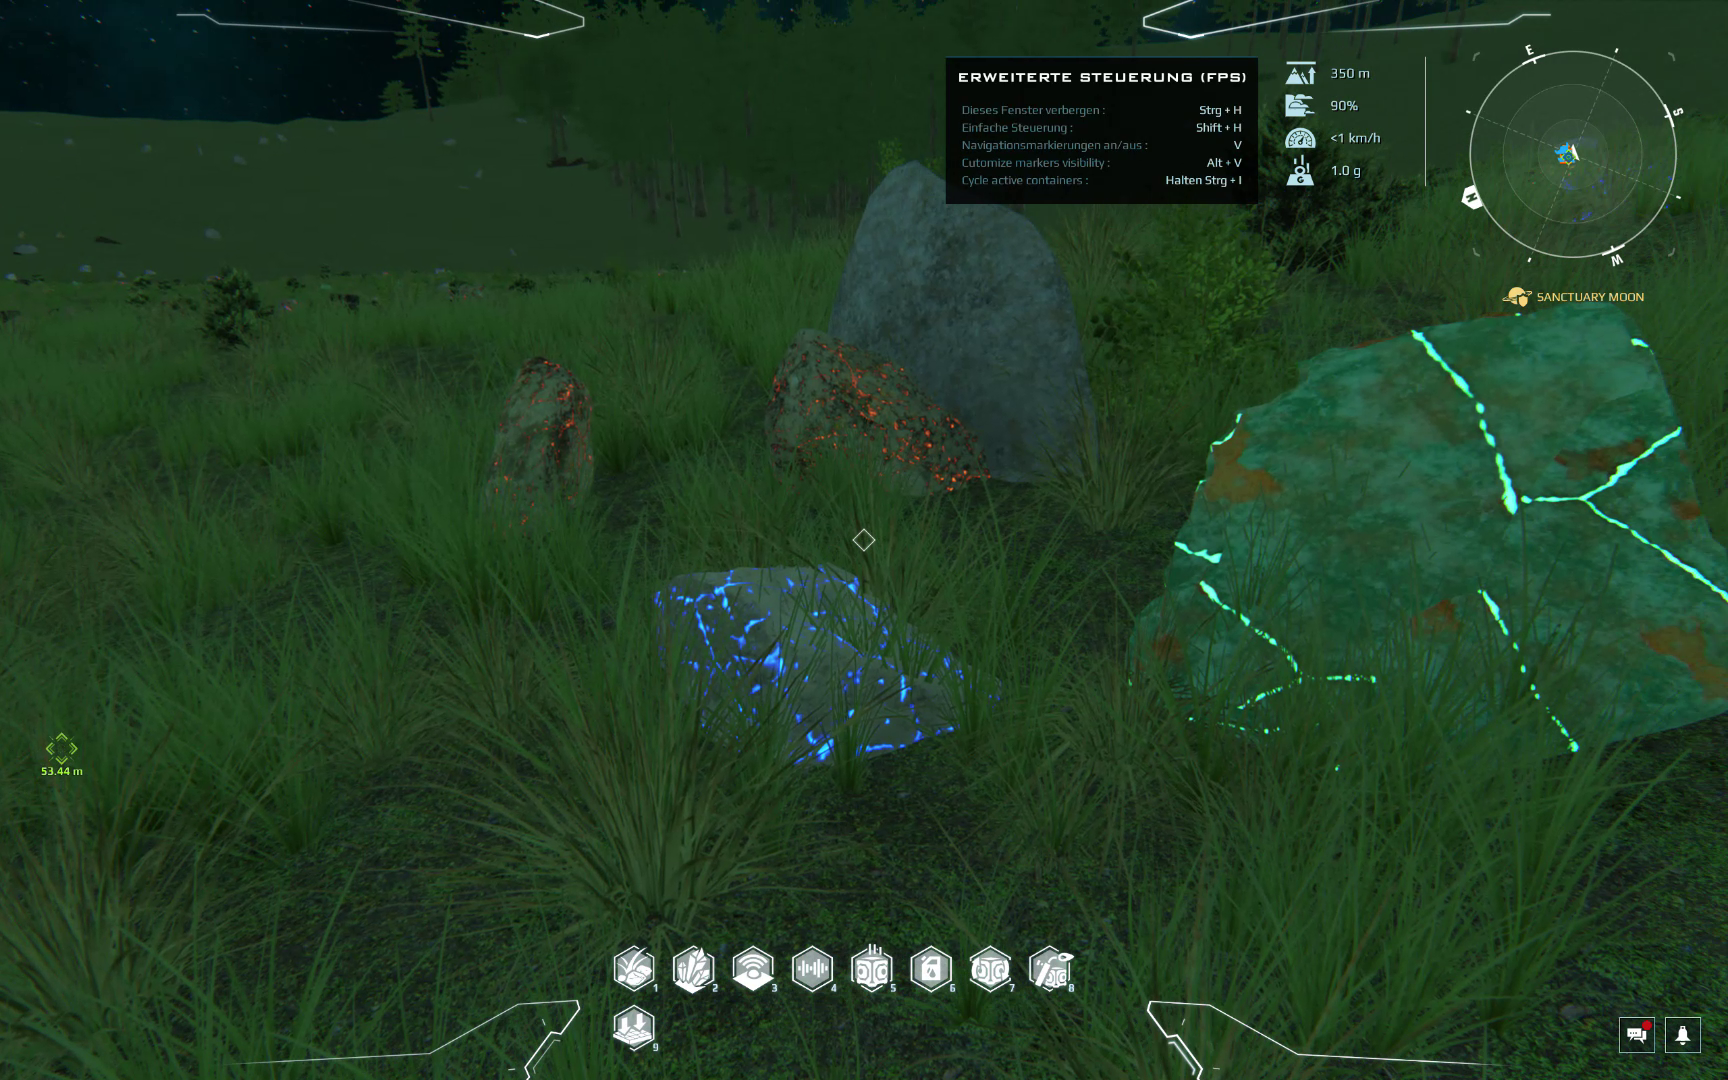 ERWEITERTE STEUERUNG (FPS)
Dieses Fenster verbergen : Strg + H
Einfache Steuerung : Shift + H
Navigationsmarkierungen an/aus : V
Cutomize markers visibility : Alt + V
Cycle active containers : Halten Strg + I
350 m
90%
<1 km/h
G 1.0 g
E
S
N
W
SANCTUARY MOON
53.44 m
1 2 3 4 5 6 7 8
9